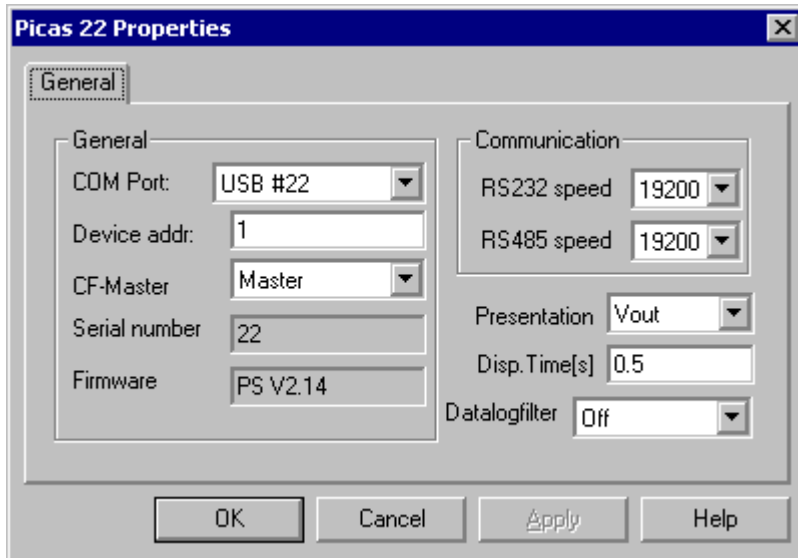 Picas 22 Properties
General
General
COM Port: USB #22
Device addr: 1
CF-Master Master
Serial number 22
Firmware PS V2.14
Communication
RS232 speed 19200
RS485 speed 19200
Presentation Vout
Disp.Time[s] 0.5
Datalogfilter Off
OK Cancel Apply Help